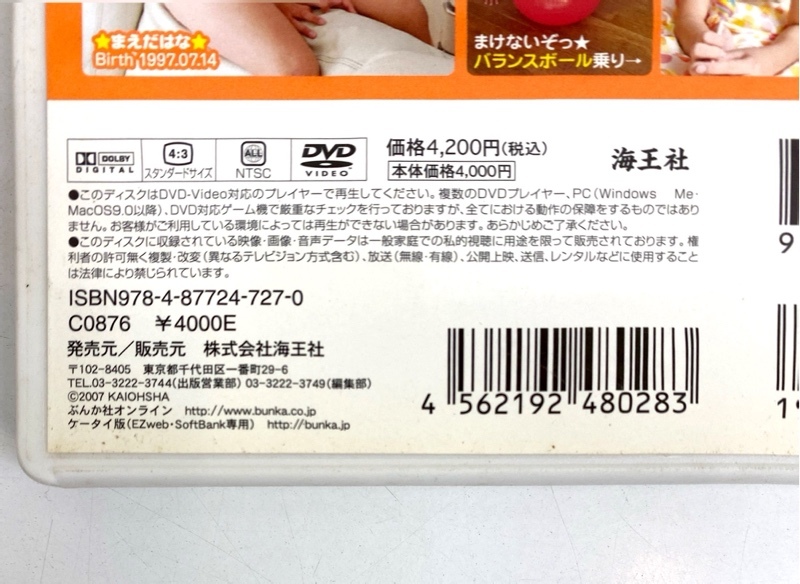 ★まえだはな★
Birth 1997.07.14
まけないぞっ★
バランスボール乗り→
DOLBY
DIGITAL
4:3
スタンダードサイズ
ALL
NTSC
DVD
VIDEO
価格4,200円(税込)
本体価格4,000円
海王社
●このディスクはDVD-Video対応のプレイヤーで再生してください。複数のDVDプレイヤー、PC(Windows Me・
MacOS9.0以降)、DVD対応ゲーム機で厳重なチェックを行っておりますが、全てにおける動作の保障をするものではあり
ません。お客様がご利用している環境によっては再生ができない場合があります。あらかじめご了承ください。
●このディスクに収録されている映像・画像・音声データは一般家庭での私的視聴に用途を限って販売されております。権
利者の許可無く複製・改変(異なるテレビジョン方式含む)、放送(無線・有線)、公開上映、送信、レンタルなどに使用すること
は法律により禁じられています。
ISBN978-4-87724-727-0
C0876 ￥4000E
発売元/販売元 株式会社海王社
〒102-8405 東京都千代田区一番町29-6
TEL.03-3222-3744(出版営業部) 03-3222-3749(編集部)
©2007 KAIOHSHA
ぶんか社オンライン http://www.bunka.co.jp
ケータイ版(EZweb・SoftBank専用) http://bunka.jp
4 562192 480283
9
1